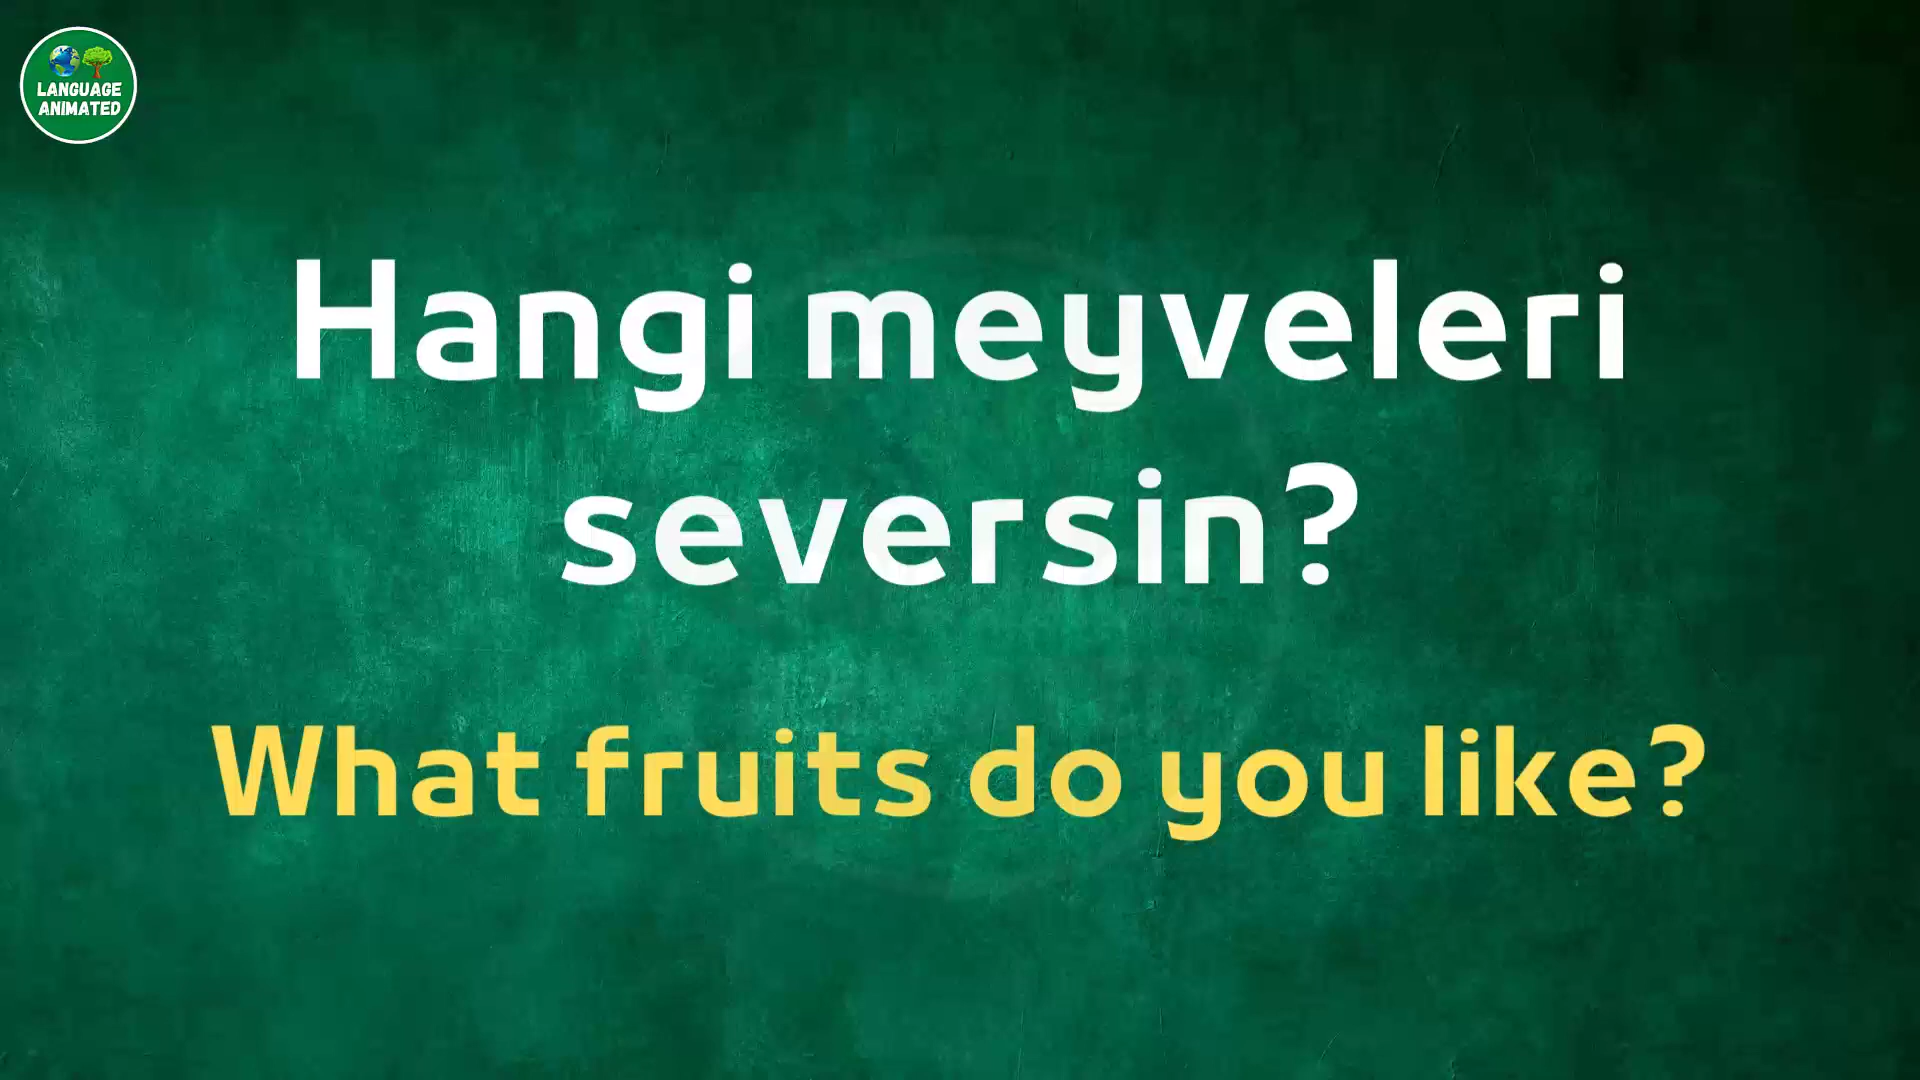 LANGUAGE
ANIMATED
Hangi meyveleri
seversin?
What fruits do you like?